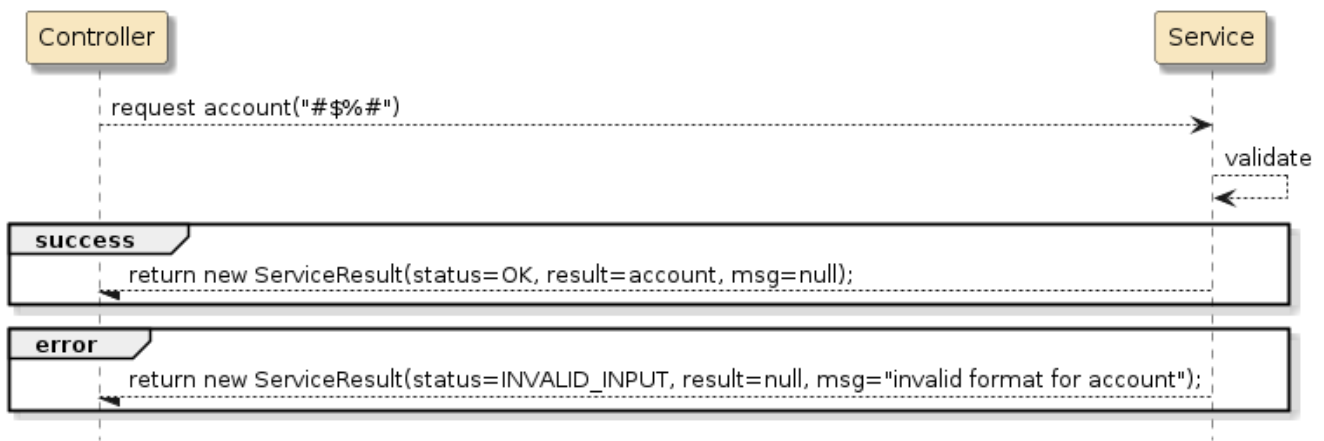 Controller
Service
request account("#$%#")
validate
success
return new ServiceResult(status=OK, result=account, msg=null);
error
return new ServiceResult(status=INVALID_INPUT, result=null, msg="invalid format for account");